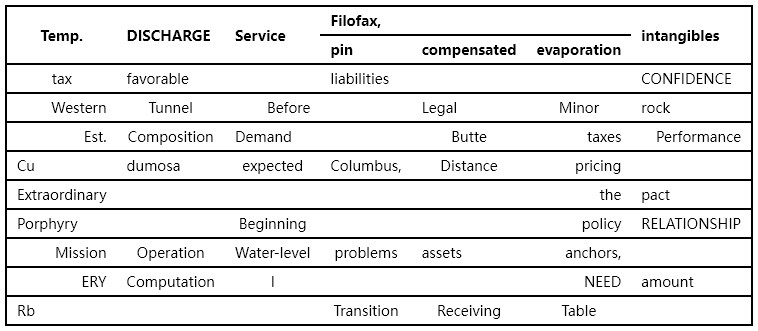 Filofax,
Temp. DISCHARGE Service intangibles
pin compensated evaporation
tax favorable liabilities CONFIDENCE
Western Tunnel Before Legal Minor rock
Est. Composition Demand Butte taxes Performance
Cu dumosa expected Columbus, Distance pricing
Extraordinary the pact
Porphyry Beginning policy RELATIONSHIP
Mission Operation Water-level problems assets anchors,
ERY Computation I NEED amount
Rb Transition Receiving Table